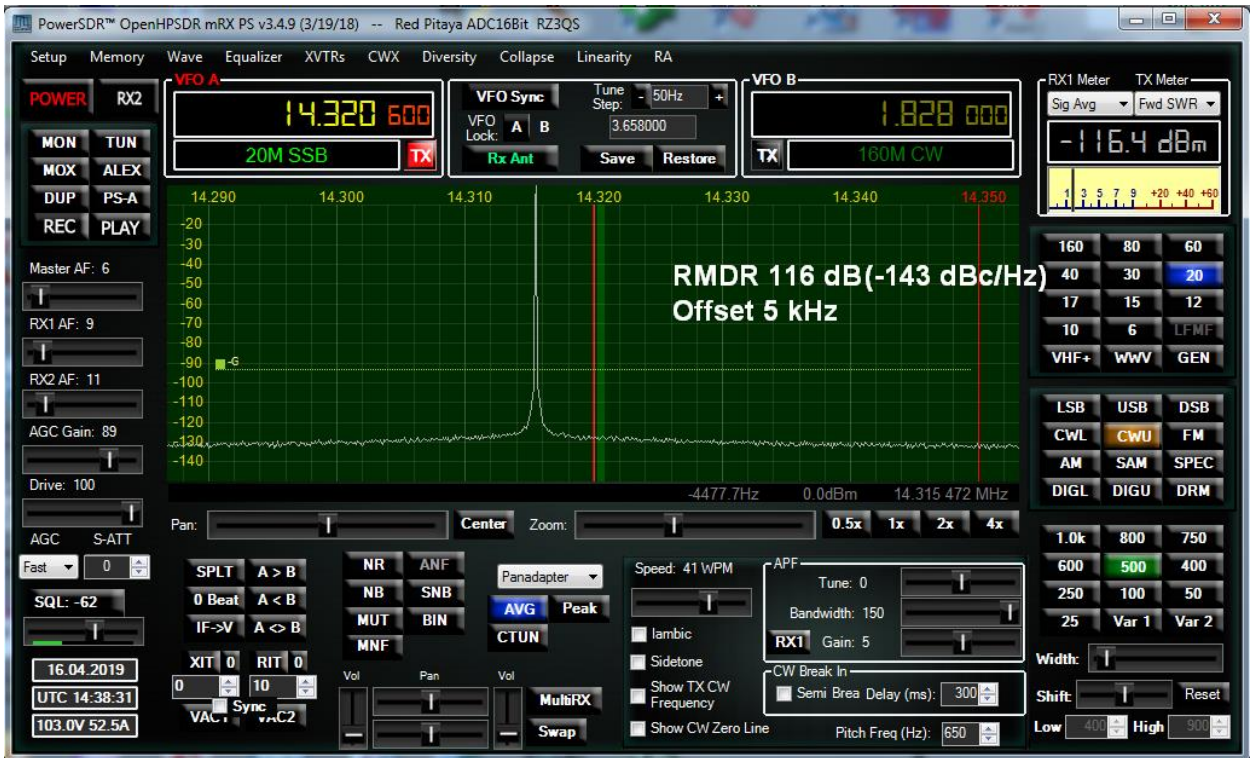 PowerSDR™ OpenHPSDR mRX PS v3.4.9 (3/19/18) -- Red Pitaya ADC16Bit RZ3QS
Setup Memory Wave Equalizer XVTRs CWX Diversity Collapse Linearity RA
POWER RX2
MON TUN
MOX ALEX
DUP PS-A
REC PLAY
VFO A
14.320 600
20M SSB TX
VFO Sync Tune Step: - 50Hz +
VFO Lock: A B 3.658000
Rx Ant Save Restore
VFO B
1.828 000
TX 160M CW
RX1 Meter TX Meter
Sig Avg Fwd SWR
-116.4 dBm
1 3 5 7 9 +20 +40 +60
Master AF: 6
RX1 AF: 9
RX2 AF: 11
AGC Gain: 89
Drive: 100
AGC S-ATT
Fast 0
SQL: -62
16.04.2019
UTC 14:38:31
103.0V 52.5A
14.290 14.300 14.310 14.320 14.330 14.340 14.350
-20
-30
-40
-50
-60
-70
-80
-90 -G
-100
-110
-120
-130
-140
RMDR 116 dB(-143 dBc/Hz)
Offset 5 kHz
-4477.7Hz 0.0dBm 14.315 472 MHz
Pan: Center Zoom: 0.5x 1x 2x 4x
160 80 60
40 30 20
17 15 12
10 6 LFMF
VHF+ WWV GEN
LSB USB DSB
CWL CWU FM
AM SAM SPEC
DIGL DIGU DRM
1.0k 800 750
600 500 400
250 100 50
25 Var 1 Var 2
Width:
Shift: Reset
Low 400 High 900
SPLT A > B
0 Beat A < B
IF->V A <> B
XIT 0 RIT 0
0 10
Sync
VAC1 VAC2
NR ANF
NB SNB
MUT BIN
MNF
Panadapter
AVG Peak
CTUN
Vol Pan Vol
MultiRX
Swap
Speed: 41 WPM
Iambic
Sidetone
Show TX CW
Frequency
Show CW Zero Line
APF
Tune: 0
Bandwidth: 150
RX1 Gain: 5
CW Break In
Semi Brea Delay (ms): 300
Pitch Freq (Hz): 650